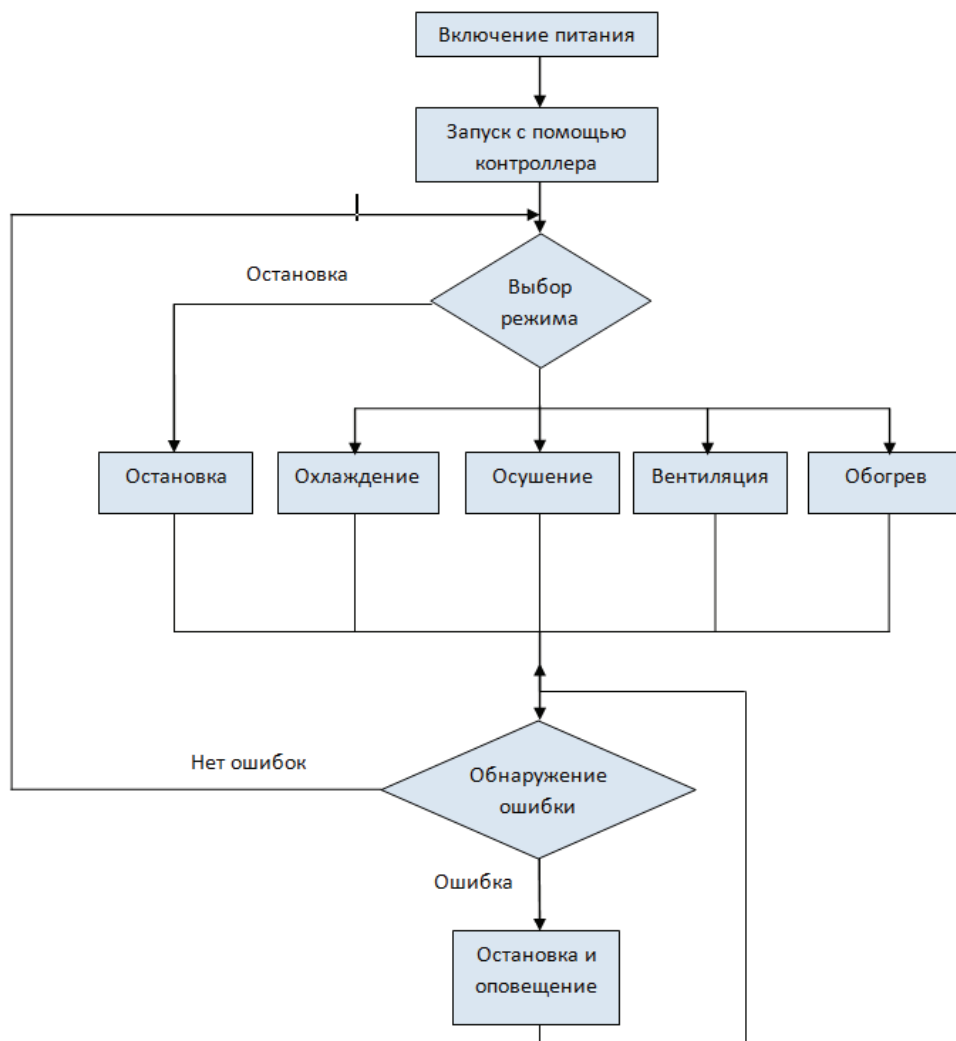 Включение питания
Запуск с помощью
контроллера
Остановка
Выбор
режима
Остановка
Охлаждение
Осушение
Вентиляция
Обогрев
Нет ошибок
Обнаружение
ошибки
Ошибка
Остановка и
оповещение